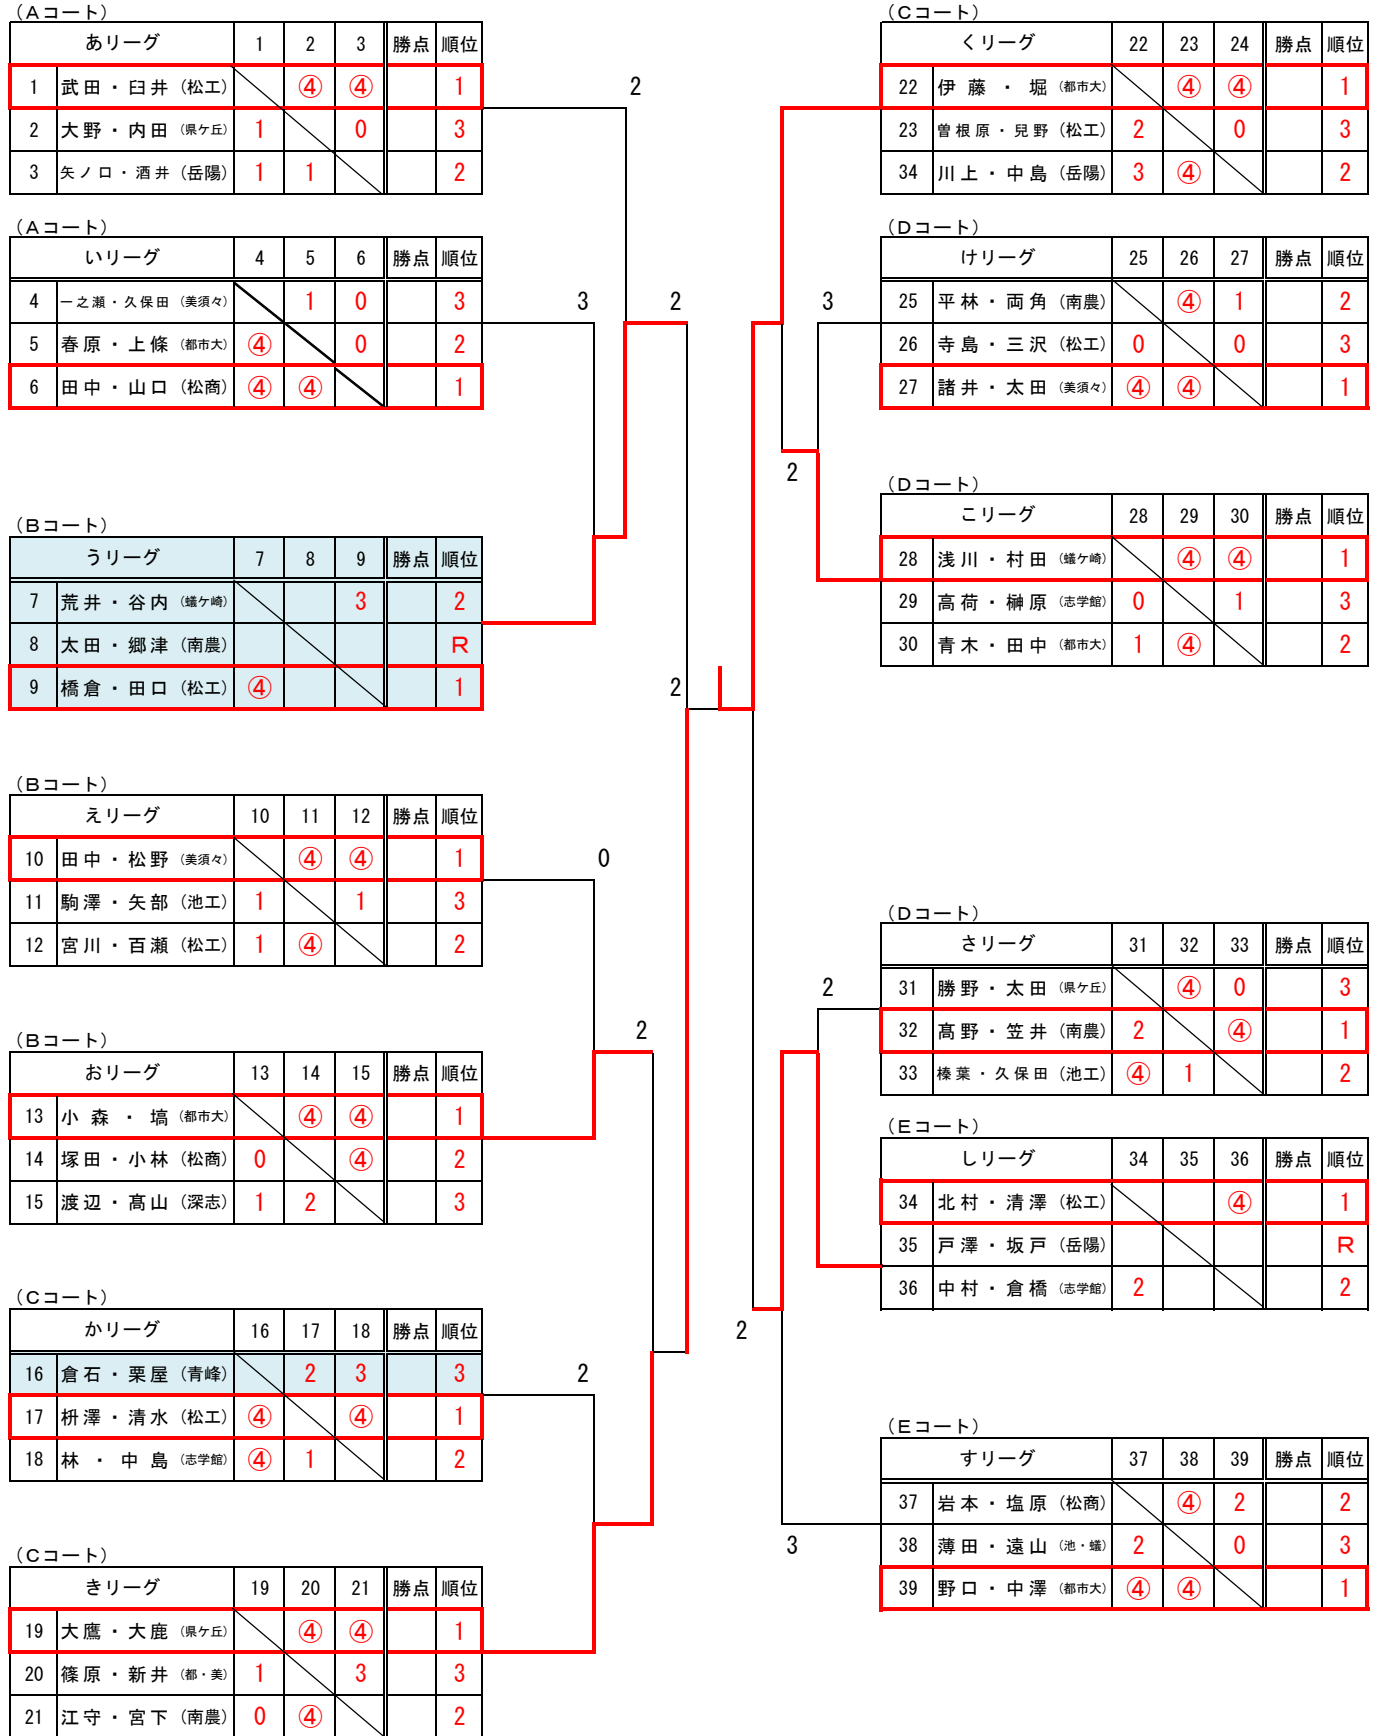 （Aコート）
あリーグ 1 2 3 勝点 順位
1 武田・臼井（松工） ④ ④ 1
2 大野・内田（県ケ丘） 1 0 3
3 矢ノ口・酒井（岳陽） 1 1 2
（Aコート）
いリーグ 4 5 6 勝点 順位
4 一之瀬・久保田（美須々） 1 0 3
5 春原・上條（都市大） ④ 0 2
6 田中・山口（松商） ④ ④ 1
（Bコート）
うリーグ 7 8 9 勝点 順位
7 荒井・谷内（蟻ケ崎） 3 2
8 太田・郷津（南農） R
9 橋倉・田口（松工） ④ 1
（Bコート）
えリーグ 10 11 12 勝点 順位
10 田中・松野（美須々） ④ ④ 1
11 駒澤・矢部（池工） 1 1 3
12 宮川・百瀬（松工） 1 ④ 2
（Bコート）
おリーグ 13 14 15 勝点 順位
13 小森・塙（都市大） ④ ④ 1
14 塚田・小林（松商） 0 ④ 2
15 渡辺・髙山（深志） 1 2 3
（Cコート）
かリーグ 16 17 18 勝点 順位
16 倉石・栗屋（青峰） 2 3 3
17 枡澤・清水（松工） ④ ④ 1
18 林・中島（志学館） ④ 1 2
（Cコート）
きリーグ 19 20 21 勝点 順位
19 大鷹・大鹿（県ケ丘） ④ ④ 1
20 篠原・新井（都・美） 1 3 3
21 江守・宮下（南農） 0 ④ 2
2
3
2
2
0
2
2
3
2
2
2
3
（Cコート）
くリーグ 22 23 24 勝点 順位
22 伊藤・堀（都市大） ④ ④ 1
23 曽根原・兒野（松工） 2 0 3
34 川上・中島（岳陽） 3 ④ 2
（Dコート）
けリーグ 25 26 27 勝点 順位
25 平林・両角（南農） ④ 1 2
26 寺島・三沢（松工） 0 0 3
27 諸井・太田（美須々） ④ ④ 1
（Dコート）
こリーグ 28 29 30 勝点 順位
28 浅川・村田（蟻ケ崎） ④ ④ 1
29 高荷・榊原（志学館） 0 1 3
30 青木・田中（都市大） 1 ④ 2
（Dコート）
さリーグ 31 32 33 勝点 順位
31 勝野・太田（県ケ丘） ④ 0 3
32 髙野・笠井（南農） 2 ④ 1
33 榛葉・久保田（池工） ④ 1 2
（Eコート）
しリーグ 34 35 36 勝点 順位
34 北村・清澤（松工） ④ 1
35 戸澤・坂戸（岳陽） R
36 中村・倉橋（志学館） 2 2
（Eコート）
すリーグ 37 38 39 勝点 順位
37 岩本・塩原（松商） ④ 2 2
38 薄田・遠山（池・蟻） 2 0 3
39 野口・中澤（都市大） ④ ④ 1